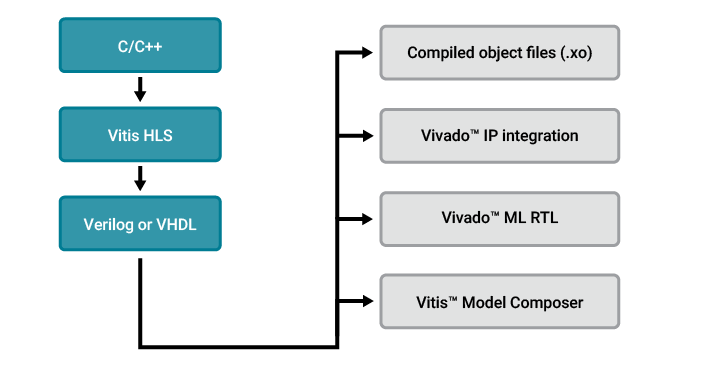 C/C++
Vitis HLS
Verilog or VHDL
Compiled object files (.xo)
Vivado™ IP integration
Vivado™ ML RTL
Vitis™ Model Composer